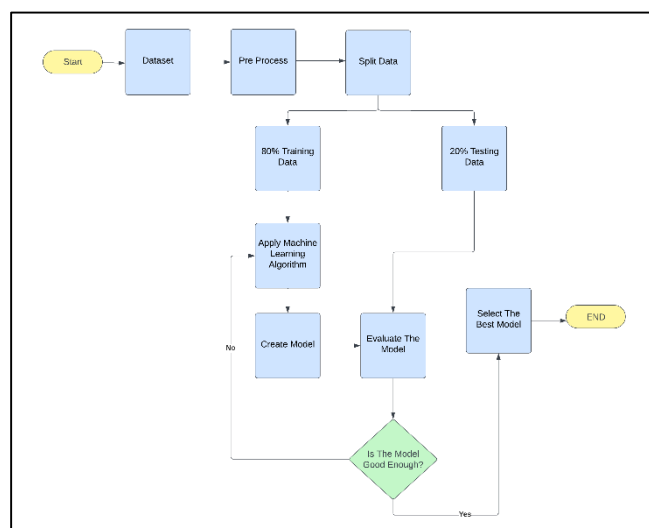 Start
Dataset
Pre Process
Split Data
80% Training
Data
20% Testing
Data
Apply Machine
Learning
Algorithm
Select The
Best Model
END
No
Create Model
Evaluate The
Model
Is The Model
Good Enough?
Yes